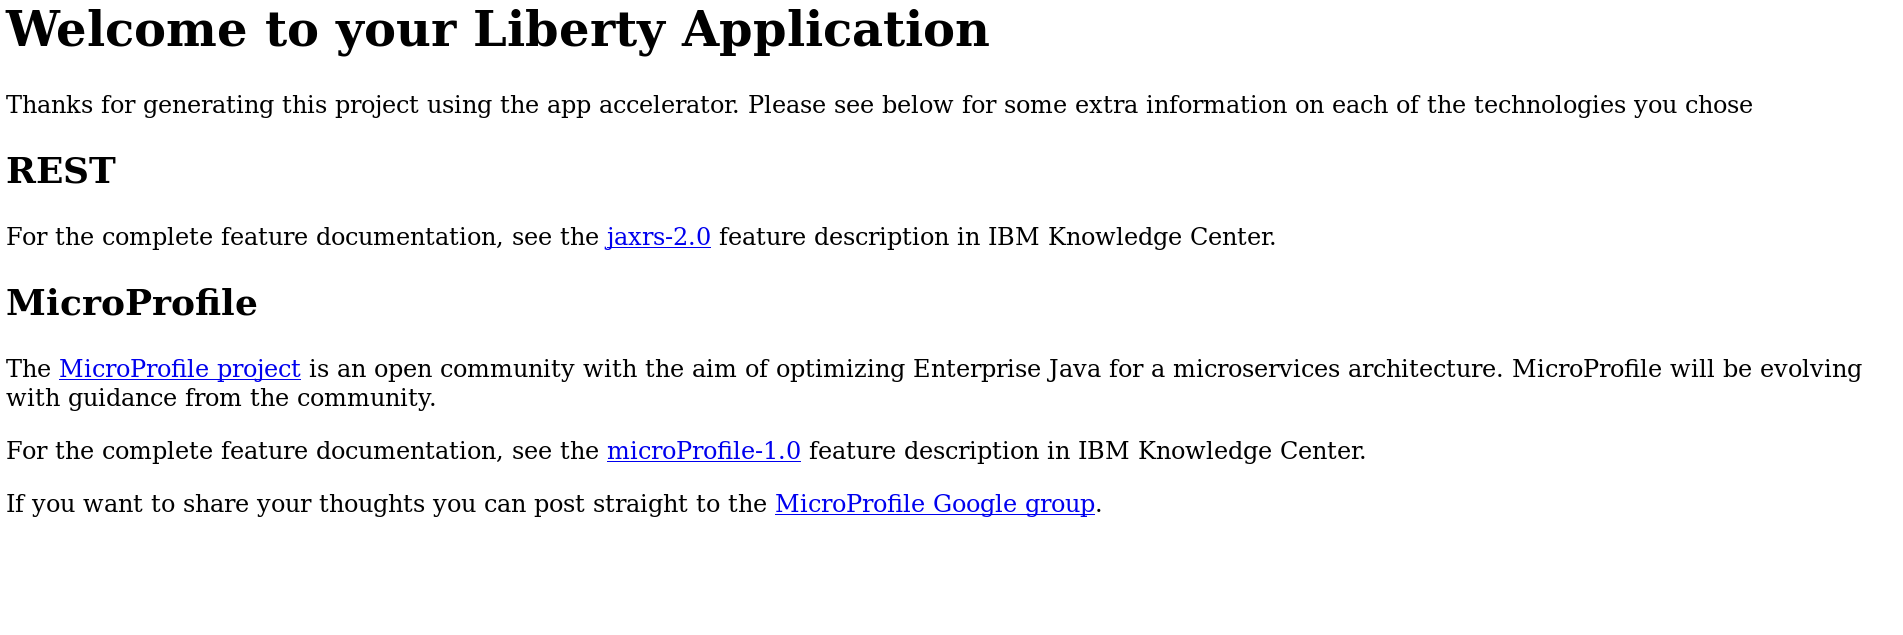 Welcome to your Liberty Application
Thanks for generating this project using the app accelerator. Please see below for some extra information on each of the technologies you chose
REST
For the complete feature documentation, see the jaxrs-2.0 feature description in IBM Knowledge Center.
MicroProfile
The MicroProfile project is an open community with the aim of optimizing Enterprise Java for a microservices architecture. MicroProfile will be evolving
with guidance from the community.
For the complete feature documentation, see the microProfile-1.0 feature description in IBM Knowledge Center.
If you want to share your thoughts you can post straight to the MicroProfile Google group.